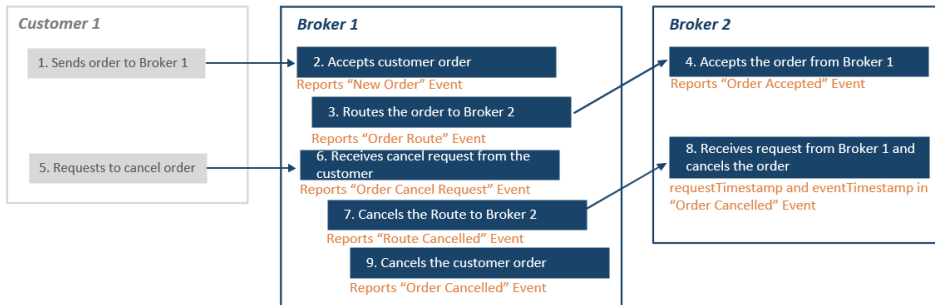 Customer 1
1. Sends order to Broker 1
5. Requests to cancel order
Broker 1
2. Accepts customer order
Reports “New Order” Event
3. Routes the order to Broker 2
Reports “Order Route” Event
6. Receives cancel request from the
customer
Reports “Order Cancel Request” Event
7. Cancels the Route to Broker 2
Reports “Route Cancelled” Event
9. Cancels the customer order
Reports “Order Cancelled” Event
Broker 2
4. Accepts the order from Broker 1
Reports “Order Accepted” Event
8. Receives request from Broker 1 and
cancels the order
requestTimestamp and eventTimestamp in
“Order Cancelled” Event